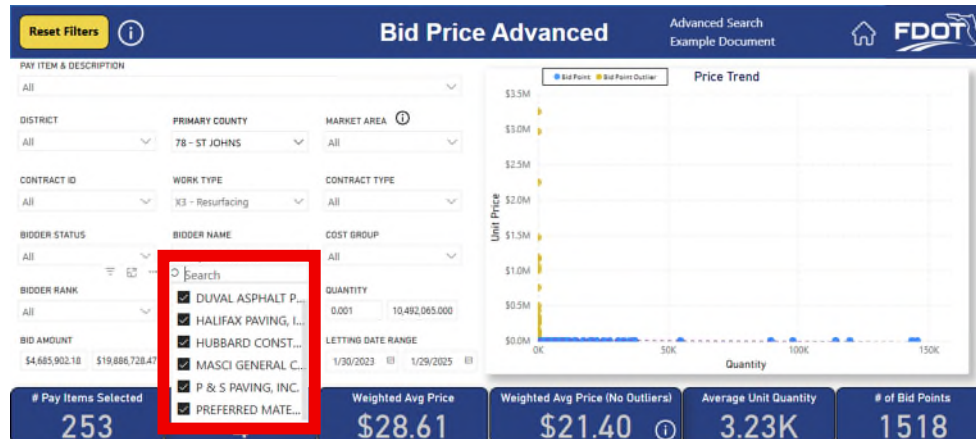 Reset Filters
Bid Price Advanced
Advanced Search
Example Document
FDOT
PAY ITEM & DESCRIPTION
All
DISTRICT
PRIMARY COUNTY
MARKET AREA
All
78 - ST JOHNS
All
CONTRACT ID
WORK TYPE
CONTRACT TYPE
All
X3 - Resurfacing
All
BIDDER STATUS
BIDDER NAME
COST GROUP
All
All
Search
DUVAL ASPHALT P...
HALIFAX PAVING, I...
HUBBARD CONST...
MASCI GENERAL C...
P & S PAVING, INC.
PREFERRED MATE...
BIDDER RANK
QUANTITY
All
0.001
10,492,065.000
BID AMOUNT
LETTING DATE RANGE
$4,685,902.18
$19,886,728.47
1/30/2023
1/29/2025
Bid Point
Bid Point Outlier
Price Trend
Unit Price
$3.5M
$3.0M
$2.5M
$2.0M
$1.5M
$1.0M
$0.5M
$0.0M
0K
50K
100K
150K
Quantity
# Pay Items Selected
253
Weighted Avg Price
$28.61
Weighted Avg Price (No Outliers)
$21.40
Average Unit Quantity
3.23K
# of Bid Points
1518